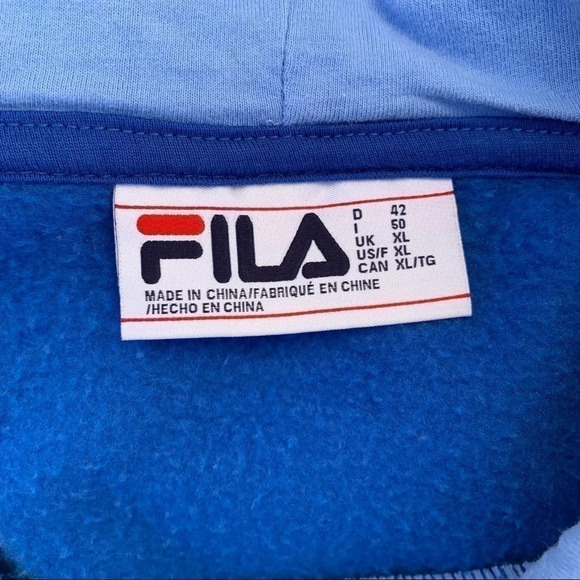 FILA
D 42
I 50
UK XL
US/F XL
CAN XL/TG
MADE IN CHINA/FABRIQUÉ EN CHINE
/HECHO EN CHINA